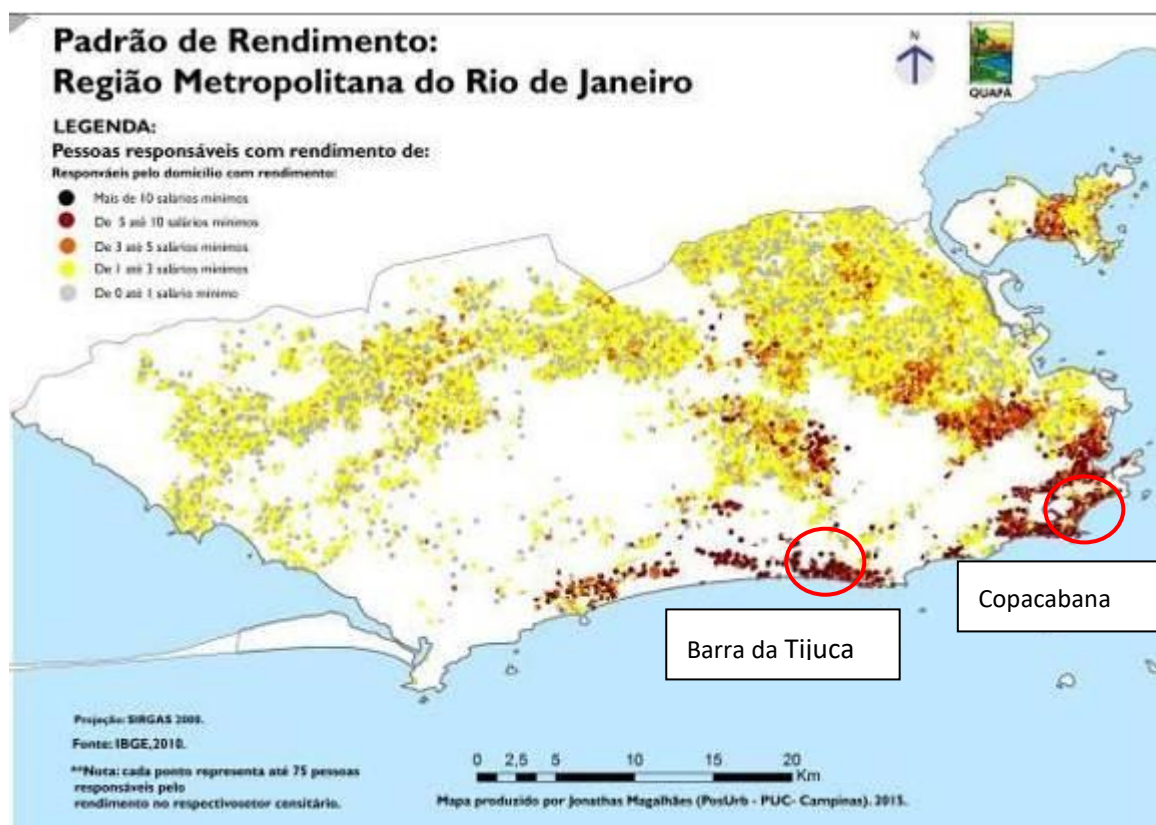 Padrão de Rendimento:
Região Metropolitana do Rio de Janeiro
N
QUAPÁ
LEGENDA:
Pessoas responsáveis com rendimento de:
Responváeis pelo domicílio com rendimento:
Mais de 10 salários mínimos
De 5 até 10 salários mínimos
De 3 até 5 salários mínimos
De 1 até 3 salários mínimos
De 0 até 1 salário mínimo
Copacabana
Barra da Tijuca
Projeção: SIRGAS 2000.
Fonte: IBGE,2010.
**Nota: cada ponto representa até 75 pessoas
responsáveis pelo
rendimento no respectivosetor censitário.
0 2,5 5 10 15 20
Km
Mapa produzido por Jonathas Magalhães (PosUrb - PUC- Campinas). 2015.